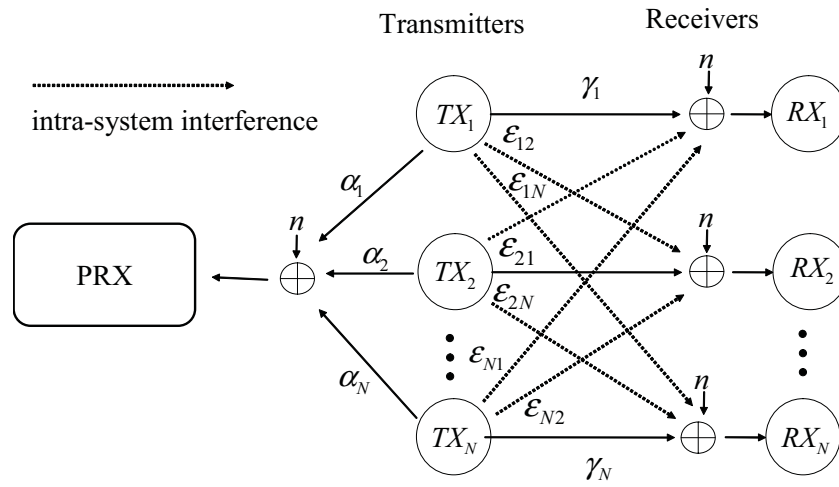 Transmitters
Receivers
intra-system interference
n
γ₁
TX₁
RX₁
ε₁₂
ε₁N
α₁
n
n
PRX
α₂
TX₂
ε₂₁
RX₂
ε₂N
εN₁
n
αN
εN₂
TXN
RXN
γN